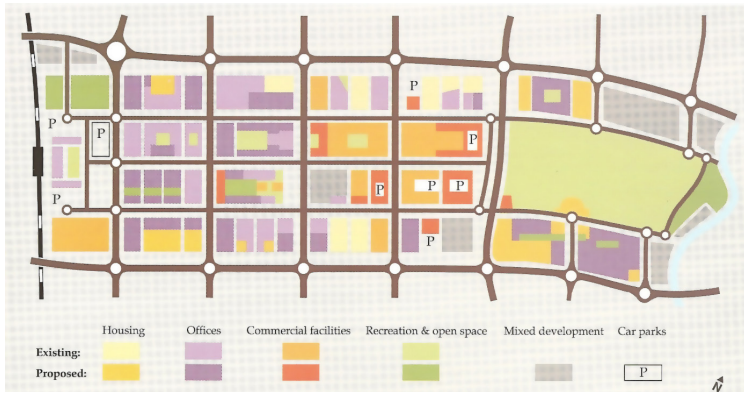 P
P
P
P
P
P
P
P
P
Housing Offices Commercial facilities Recreation & open space Mixed development Car parks
Existing:
Proposed: P
N